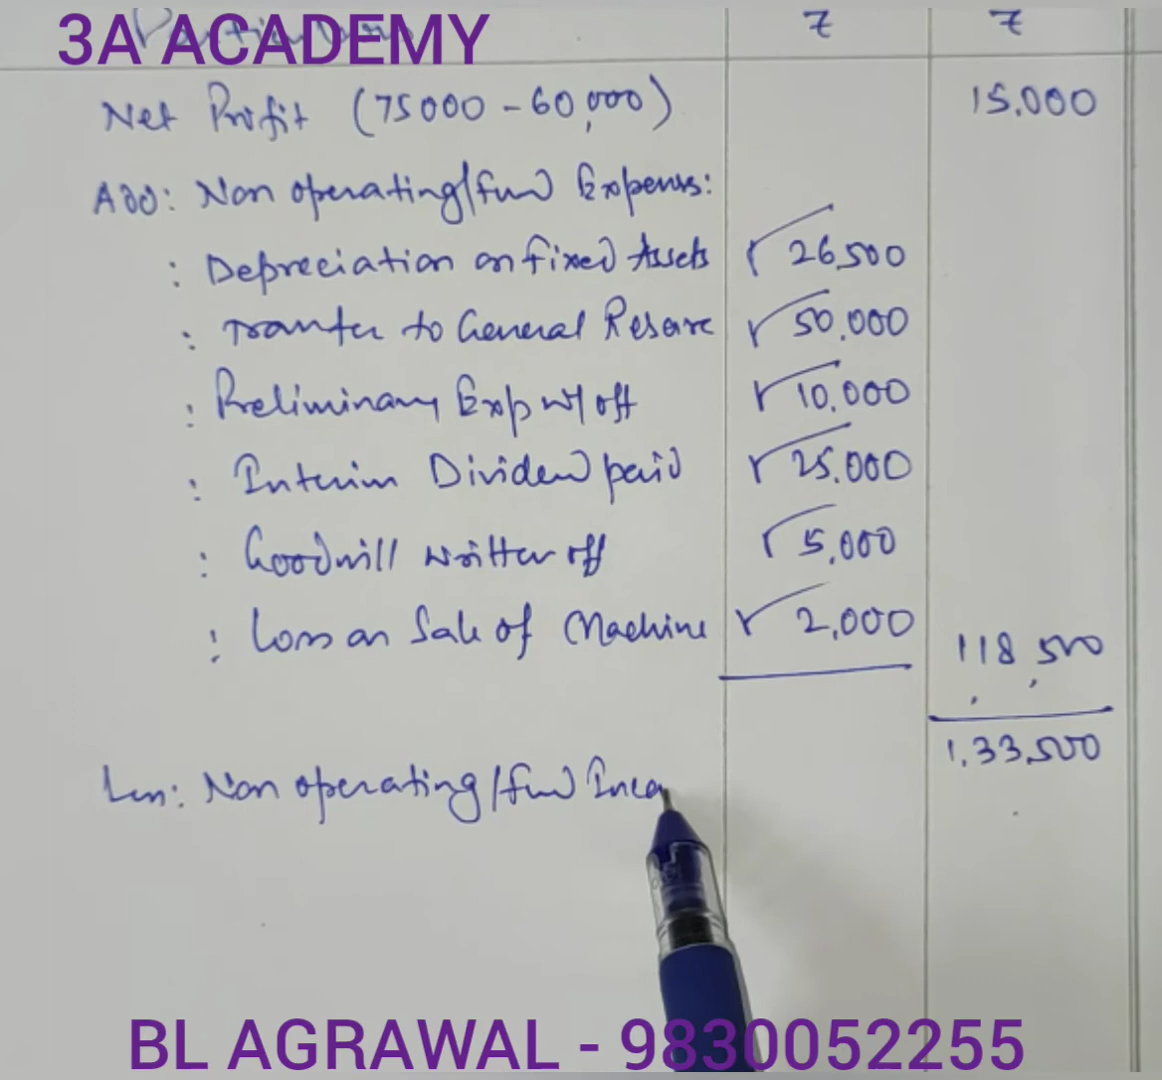 3A ACADEMY
Particulars ₹ ₹
Net Profit (75000 - 60,000) 15,000
Add: Non operating/fund Expenses:
: Depreciation on fixed Assets 26,500
: Transfer to General Reserve 50,000
: Preliminary Exp w/off 10,000
: Interim Dividend paid 25,000
: Goodwill written off 5,000
: Loss on Sale of Machine 2,000 118,500
1,33,500
Less: Non operating/fund Inco
BL AGRAWAL - 9830052255